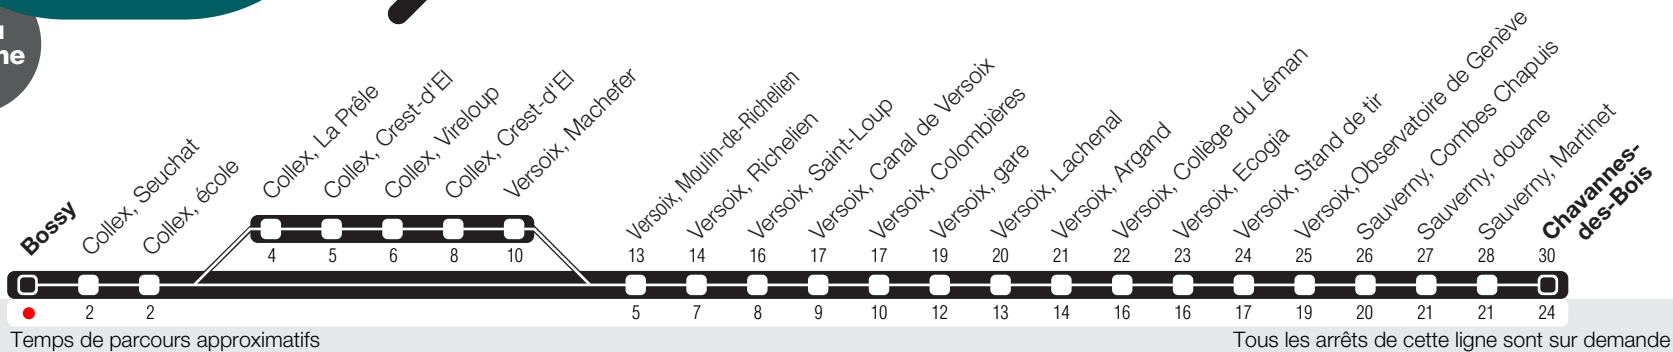 ne
Bossy
Collex, Seuchat
Collex, école
Collex, La Prêle
Collex, Crest-d'El
Collex, Vireloup
Collex, Crest-d'El
Versoix, Machefer
Versoix, Moulin-de-Richelien
Versoix, Richelien
Versoix, Saint-Loup
Versoix, Canal de Versoix
Versoix, Colombières
Versoix, gare
Versoix, Lachenal
Versoix, Argand
Versoix, Collège du Léman
Versoix, Ecogia
Versoix, Stand de tir
Versoix,Observatoire de Genève
Sauverny, Combes Chapuis
Sauverny, douane
Sauverny, Martinet
Chavannes-
des-Bois
4 5 6 8 10
13 14 16 17 17 19 20 21 22 23 24 25 26 27 28 30
2 2 5 7 8 9 10 12 13 14 16 16 17 19 20 21 21 24
Temps de parcours approximatifs
Tous les arrêts de cette ligne sont sur demande